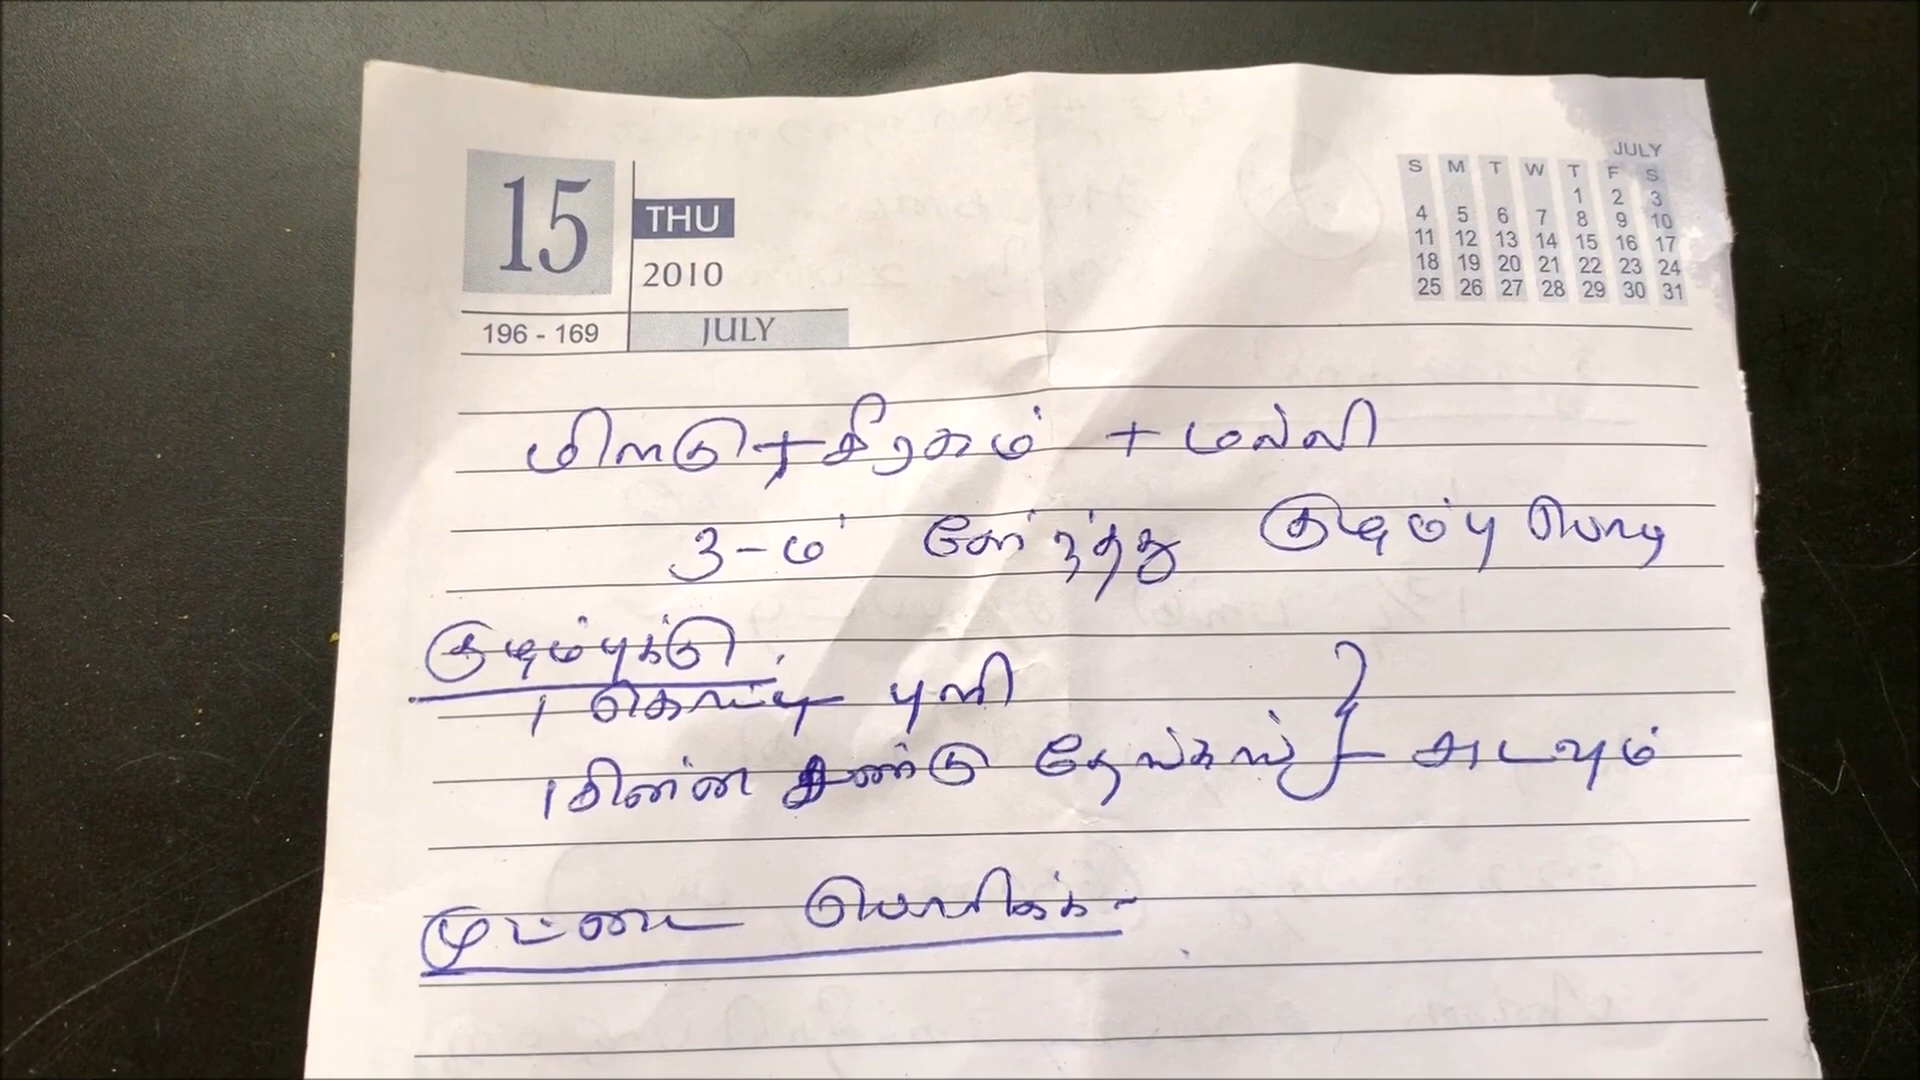 15
THU
2010
196 - 169
JULY
JULY
S M T W T F S
1 2 3
4 5 6 7 8 9 10
11 12 13 14 15 16 17
18 19 20 21 22 23 24
25 26 27 28 29 30 31
மிளகு + சீரகம் + மல்லி
3-ம் சேர்த்து குழம்பு பொடி
குழம்புக்கு
1 கொட்டை புளி
1 சின்ன துண்டு தேங்காய் } அடவும்
முட்டை பொரிக்க -